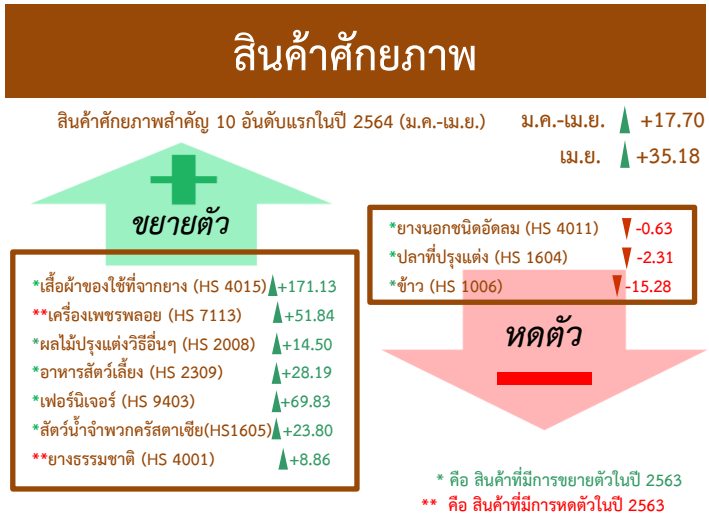 สินค้าศักยภาพ
สินค้าศักยภาพสำคัญ 10 อันดับแรกในปี 2564 (ม.ค.-เม.ย.) ม.ค.-เม.ย. +17.70
เม.ย. +35.18
ขยายตัว
*เสื้อผ้าของใช้ที่จากยาง (HS 4015) +171.13
**เครื่องเพชรพลอย (HS 7113) +51.84
*ผลไม้ปรุงแต่งวิธีอื่นๆ (HS 2008) +14.50
*อาหารสัตว์เลี้ยง (HS 2309) +28.19
*เฟอร์นิเจอร์ (HS 9403) +69.83
*สัตว์น้ำจำพวกครัสตาเซีย(HS1605) +23.80
**ยางธรรมชาติ (HS 4001) +8.86
*ยางนอกชนิดอัดลม (HS 4011) -0.63
*ปลาที่ปรุงแต่ง (HS 1604) -2.31
*ข้าว (HS 1006) -15.28
หดตัว
* คือ สินค้าที่มีการขยายตัวในปี 2563
** คือ สินค้าที่มีการหดตัวในปี 2563